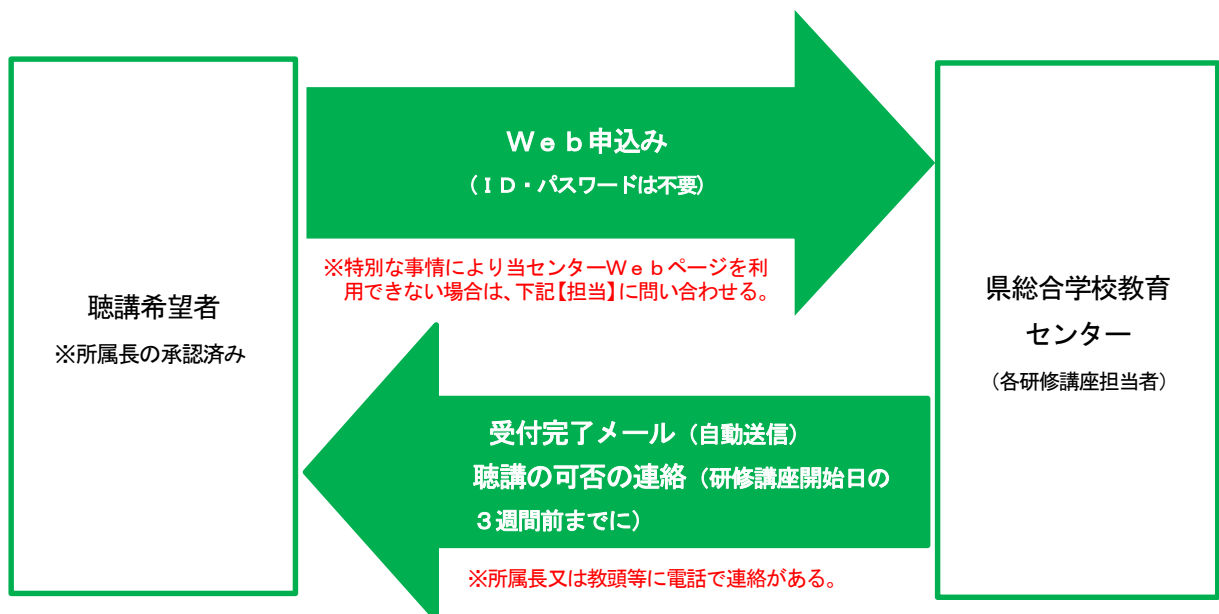 聴講希望者
※所属長の承認済み
Ｗｅｂ申込み
（ＩＤ・パスワードは不要）
※特別な事情により当センターＷｅｂページを利
用できない場合は、下記【担当】に問い合わせる。
受付完了メール（自動送信）
聴講の可否の連絡（研修講座開始日の
３週間前までに）
※所属長又は教頭等に電話で連絡がある。
県総合学校教育
センター
（各研修講座担当者）